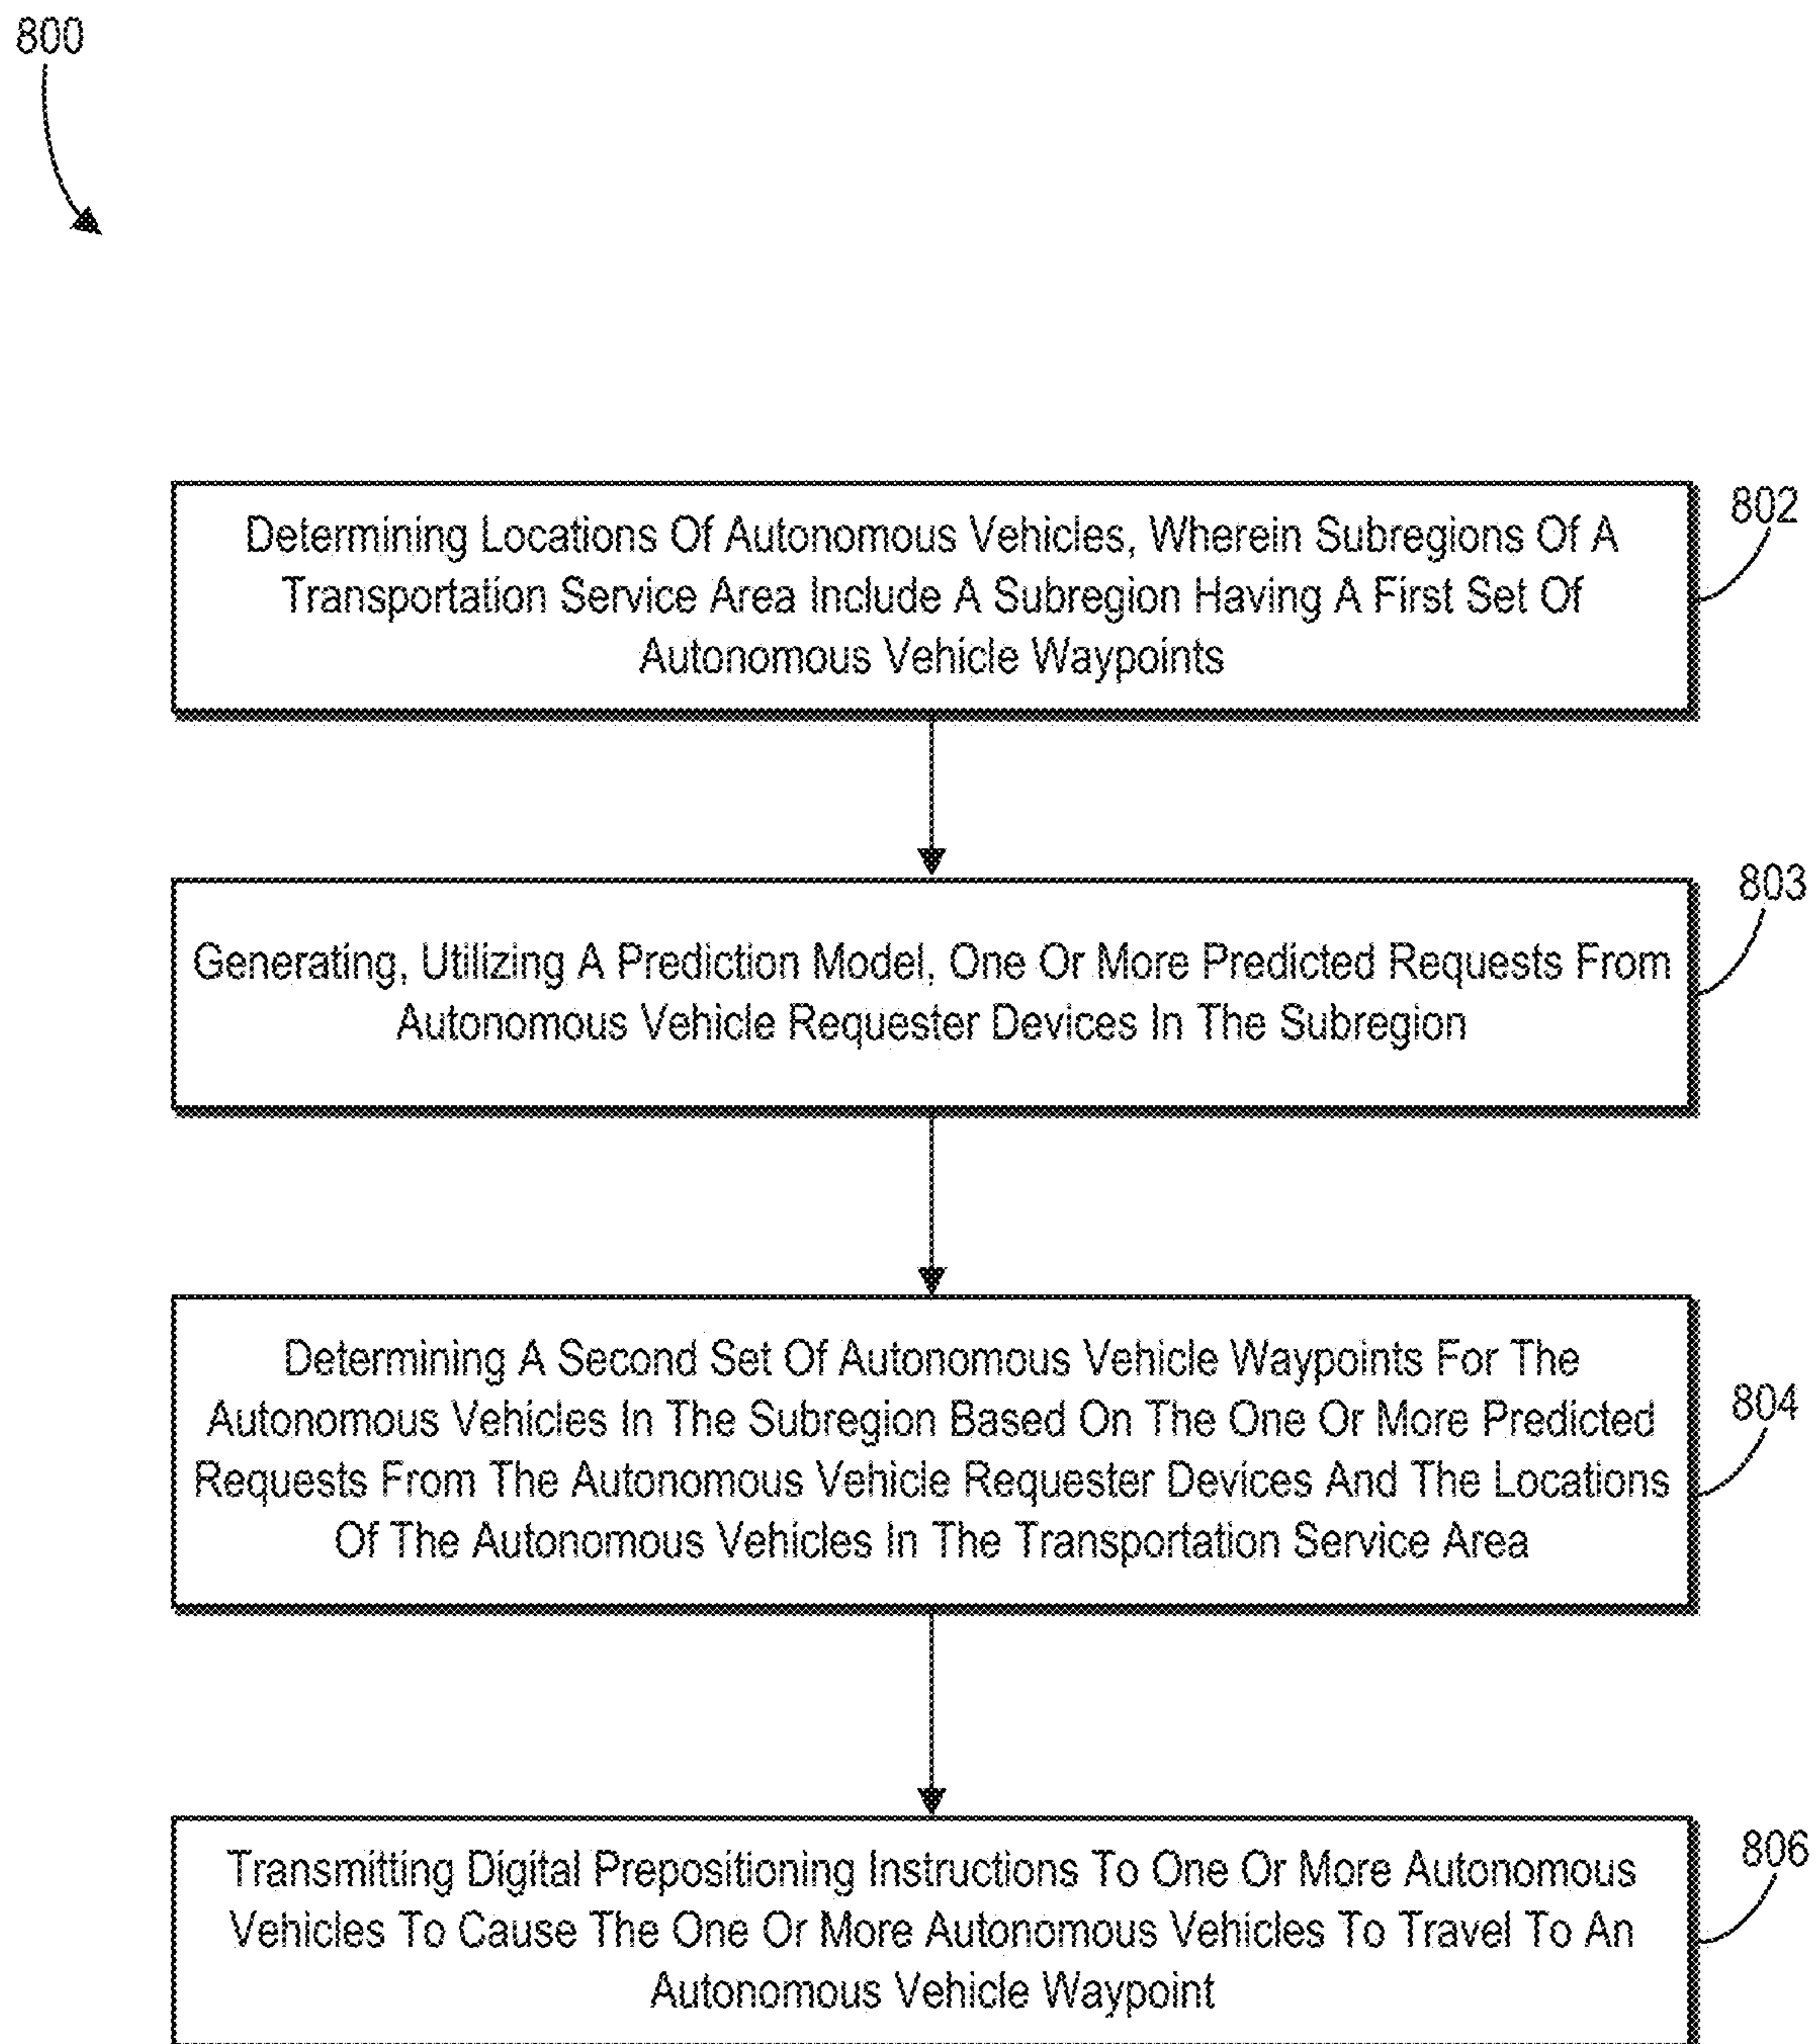 800
Determining Locations Of Autonomous Vehicles, Wherein Subregions Of A
Transportation Service Area Include A Subregion Having A First Set Of
Autonomous Vehicle Waypoints
802
Generating, Utilizing A Prediction Model, One Or More Predicted Requests From
Autonomous Vehicle Requester Devices In The Subregion
803
Determining A Second Set Of Autonomous Vehicle Waypoints For The
Autonomous Vehicles In The Subregion Based On The One Or More Predicted
Requests From The Autonomous Vehicle Requester Devices And The Locations
Of The Autonomous Vehicles In The Transportation Service Area
804
Transmitting Digital Prepositioning Instructions To One Or More Autonomous
Vehicles To Cause The One Or More Autonomous Vehicles To Travel To An
Autonomous Vehicle Waypoint
806